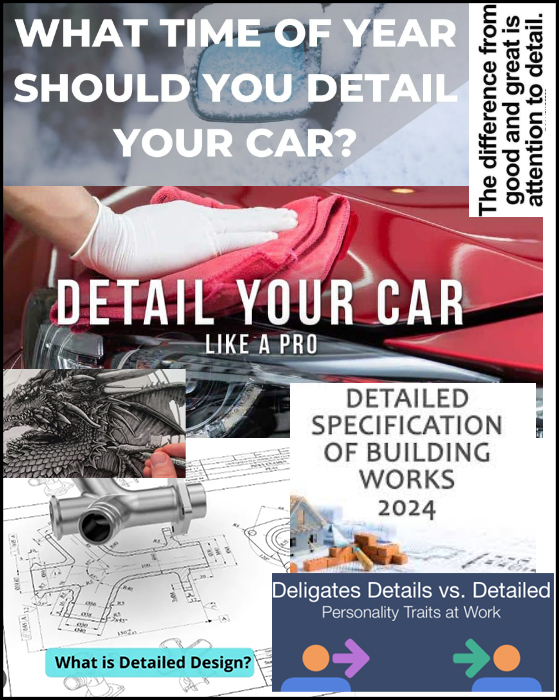 WHAT TIME OF YEAR
SHOULD YOU DETAIL
YOUR CAR?
The difference from
good and great is
attention to detail.
DETAIL YOUR CAR
LIKE A PRO
DETAILED
SPECIFICATION
OF BUILDING
WORKS
2024
Deligates Details vs. Detailed
Personality Traits at Work
What is Detailed Design?